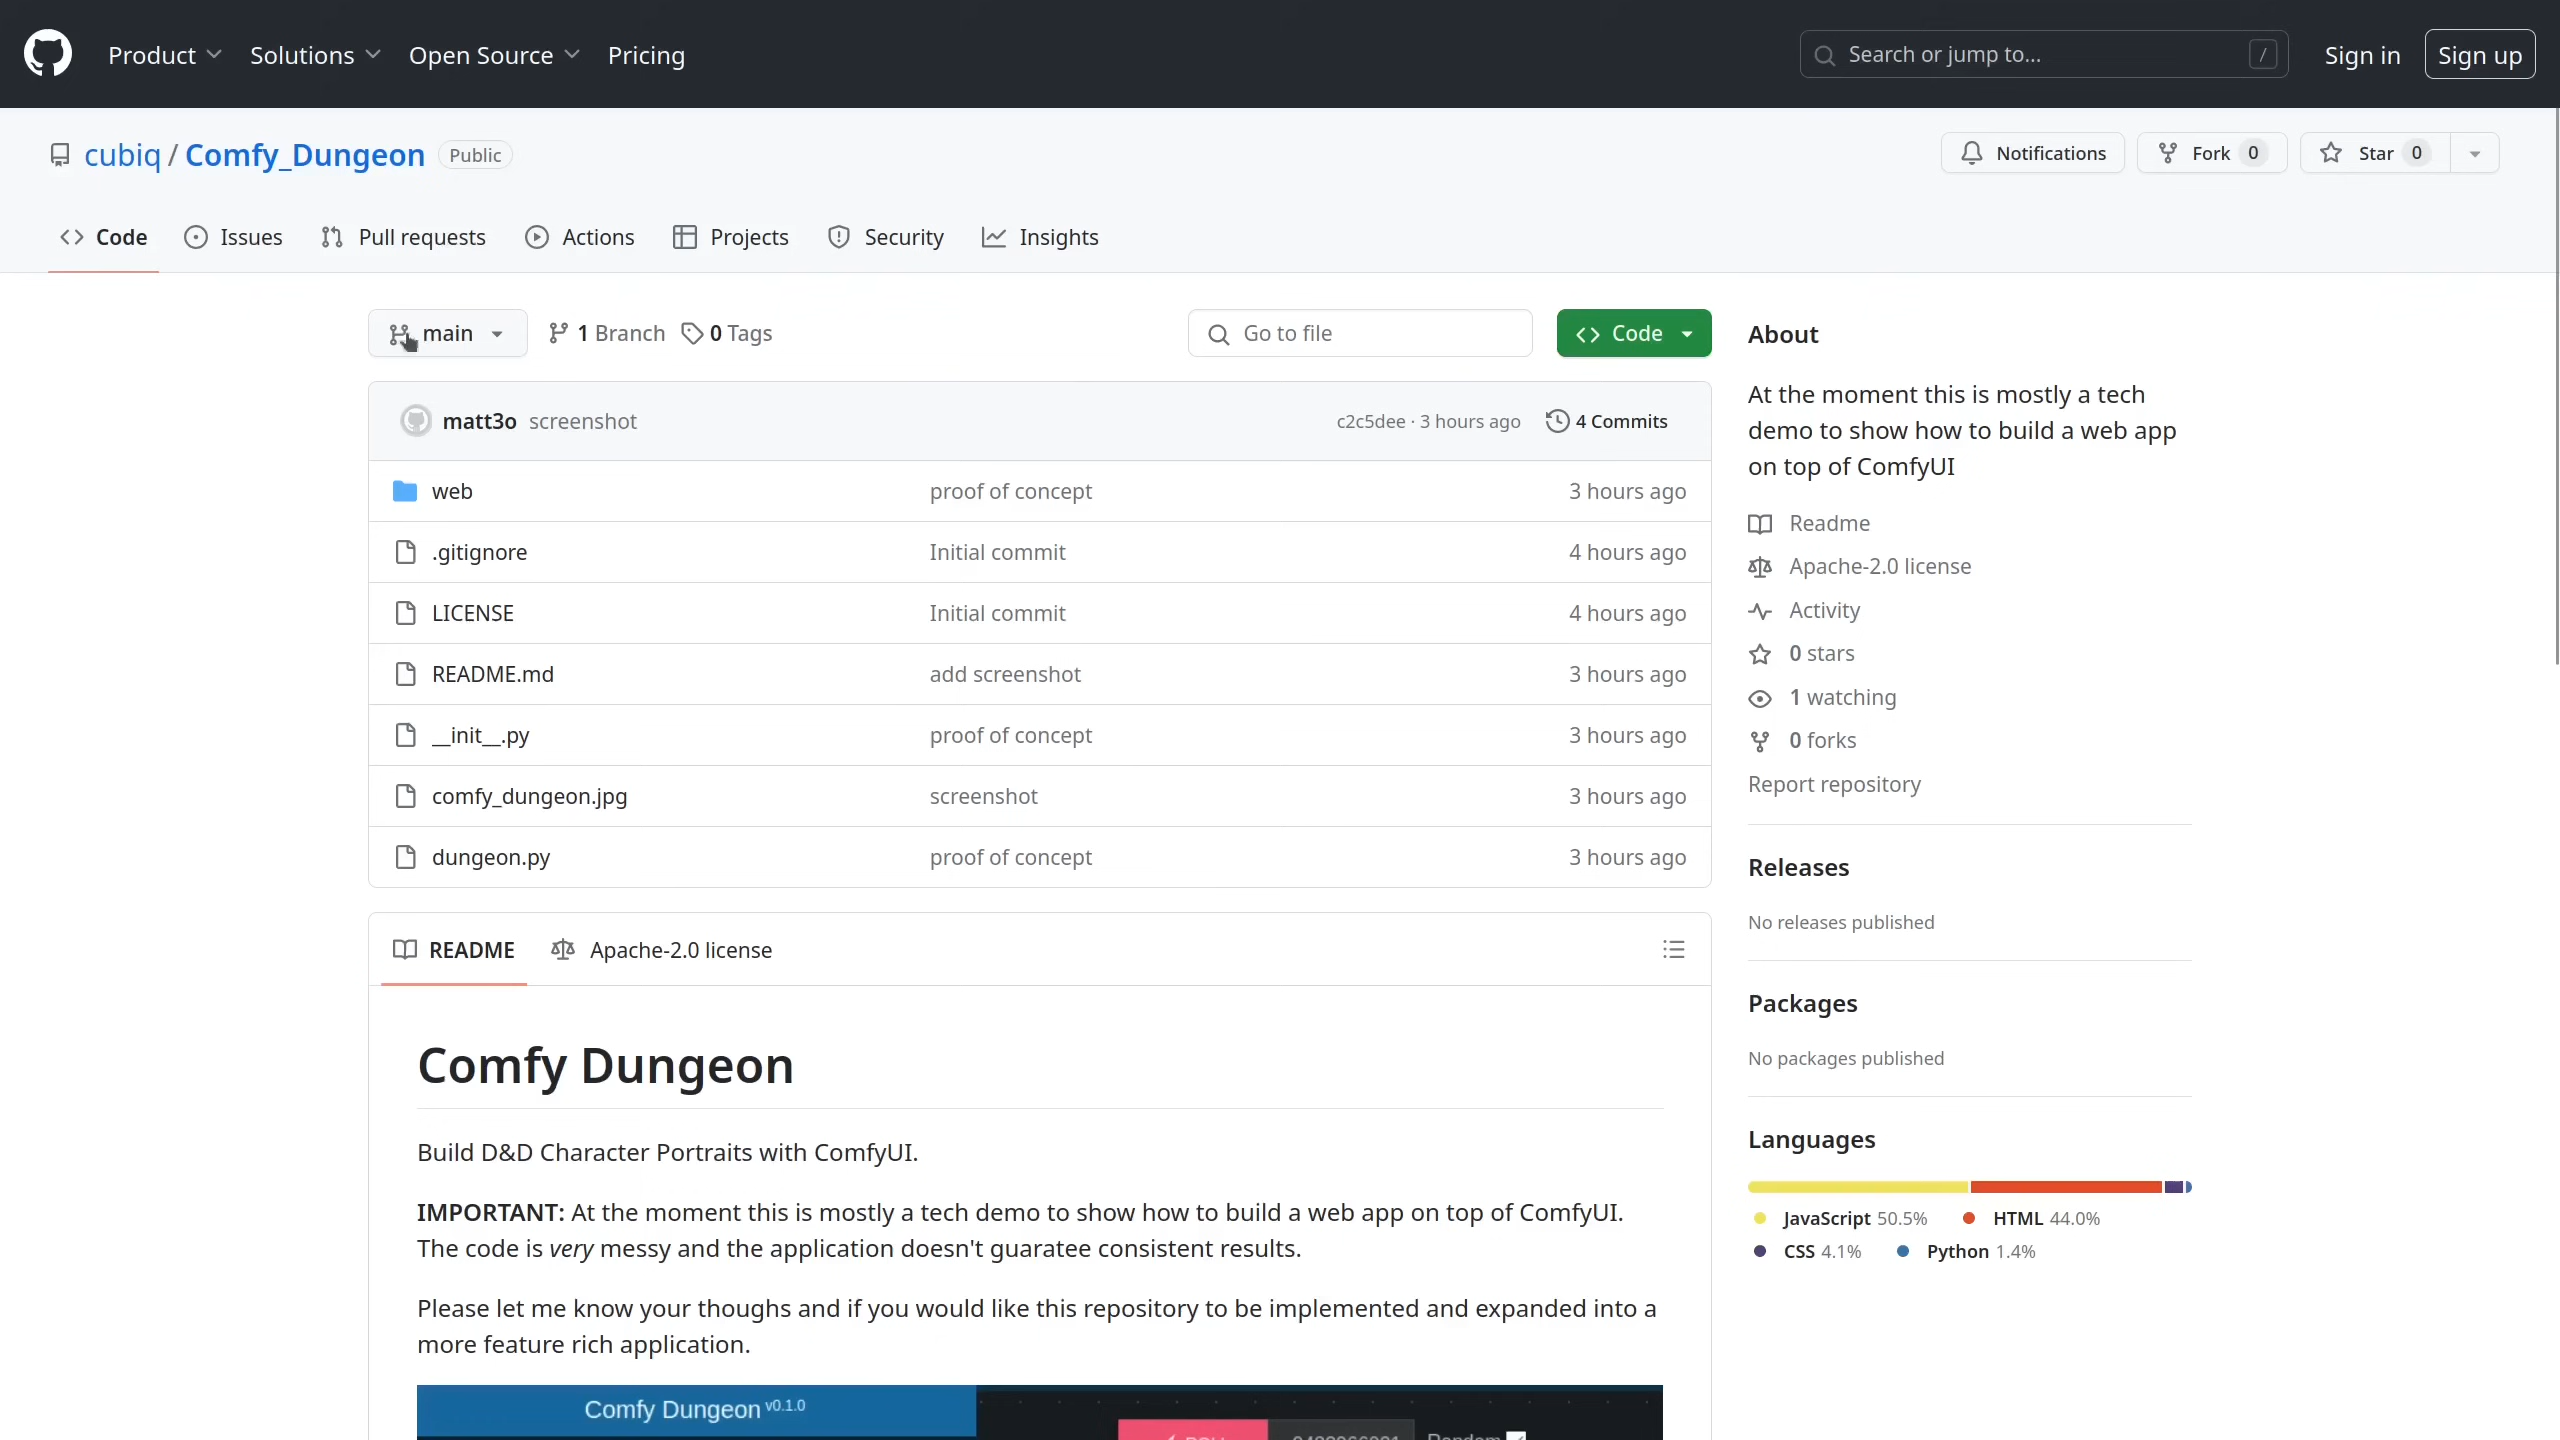 Product Solutions Open Source Pricing Search or jump to... / Sign in Sign up
cubiq / Comfy_Dungeon Public Notifications Fork 0 Star 0
Code Issues Pull requests Actions Projects Security Insights
main 1 Branch 0 Tags Go to file Code
matt3o screenshot c2c5dee · 3 hours ago 4 Commits
web proof of concept 3 hours ago
.gitignore Initial commit 4 hours ago
LICENSE Initial commit 4 hours ago
README.md add screenshot 3 hours ago
__init__.py proof of concept 3 hours ago
comfy_dungeon.jpg screenshot 3 hours ago
dungeon.py proof of concept 3 hours ago
README Apache-2.0 license
Comfy Dungeon
Build D&D Character Portraits with ComfyUI.
IMPORTANT: At the moment this is mostly a tech demo to show how to build a web app on top of ComfyUI.
The code is very messy and the application doesn't guaratee consistent results.
Please let me know your thoughs and if you would like this repository to be implemented and expanded into a
more feature rich application.
Comfy Dungeon v0.1.0
Random
About
At the moment this is mostly a tech
demo to show how to build a web app
on top of ComfyUI
Readme
Apache-2.0 license
Activity
0 stars
1 watching
0 forks
Report repository
Releases
No releases published
Packages
No packages published
Languages
JavaScript 50.5% HTML 44.0%
CSS 4.1% Python 1.4%